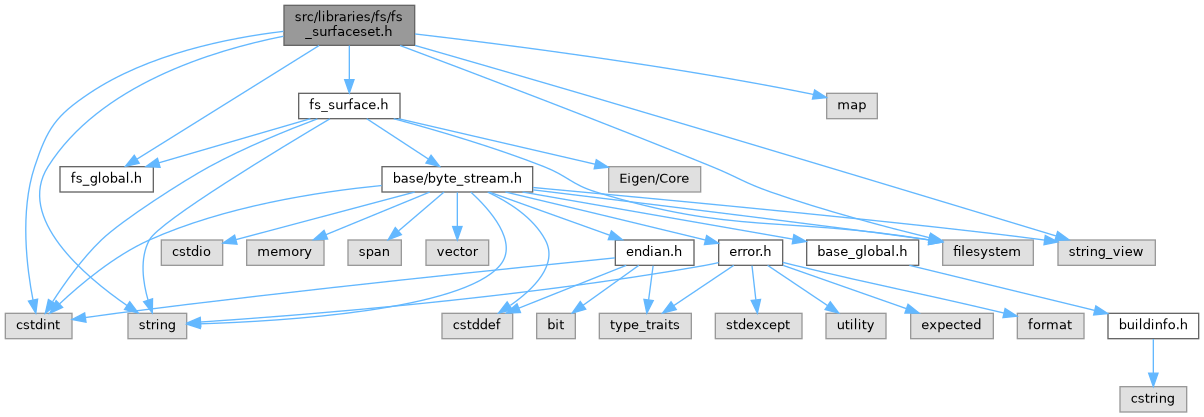 src/libraries/fs/fs
_surfaceset.h
fs_surface.h
map
fs_global.h
base/byte_stream.h
Eigen/Core
cstdio
memory
span
vector
endian.h
error.h
base_global.h
filesystem
string_view
cstdint
string
cstddef
bit
type_traits
stdexcept
utility
expected
format
buildinfo.h
cstring